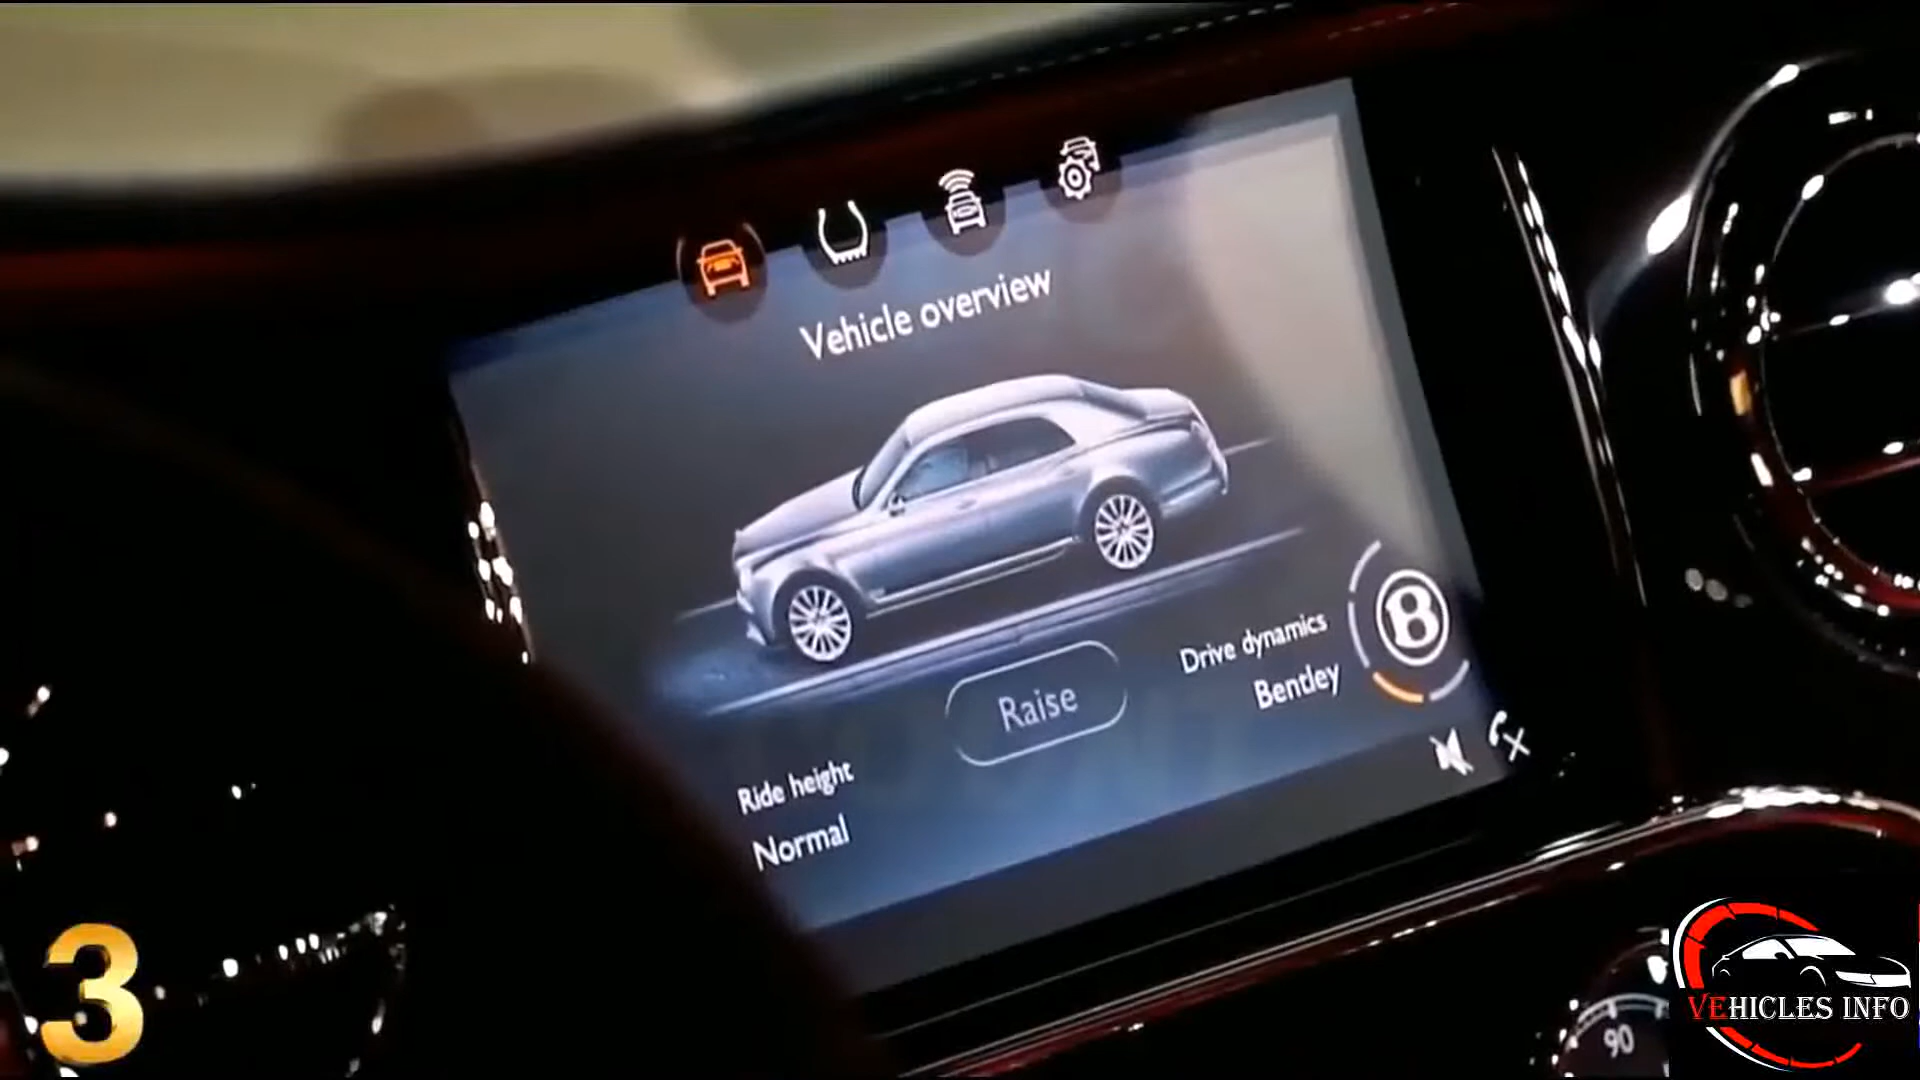 Vehicle overview
Raise
Drive dynamics
Bentley
B
Ride height
Normal
3
VEHICLES INFO
90